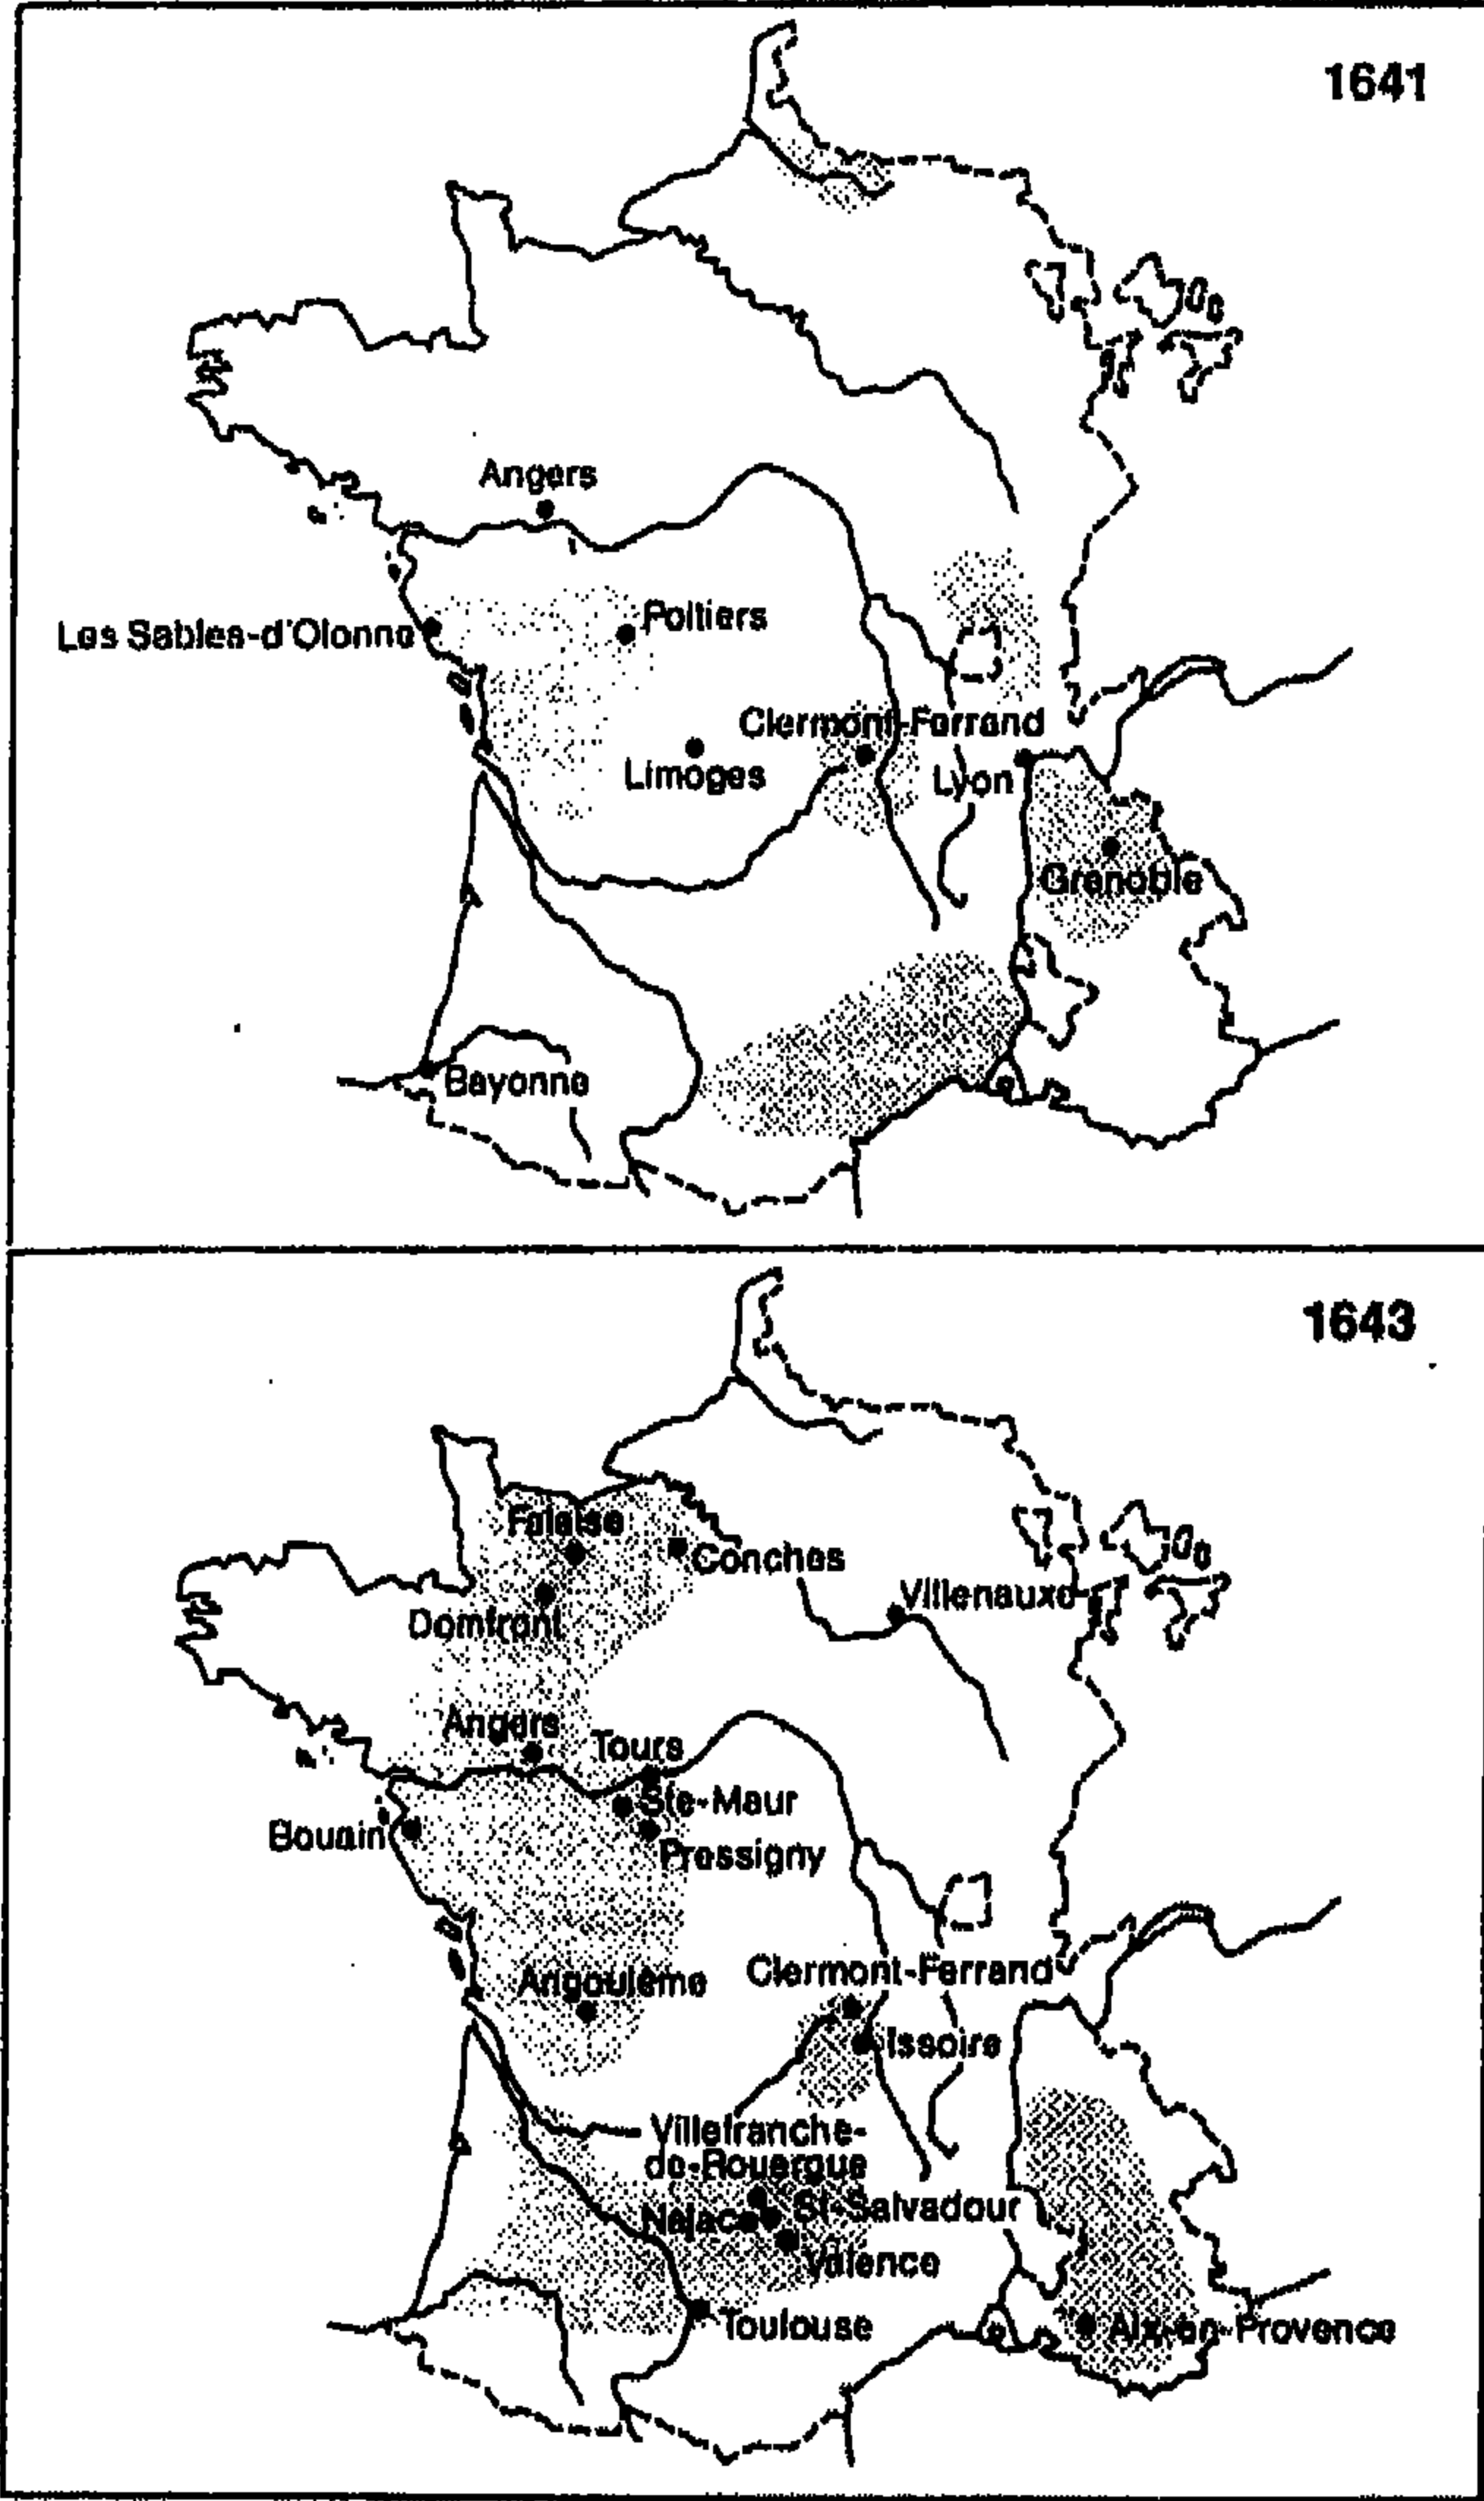 1641
Angers
Poitiers
Les Sables-d'Olonne
Clermont-Ferrand
Limoges
Lyon
Grenoble
Bayonne
1643
Falaise
Conches
Villenauxe
Domfront
Angers
Tours
Ste-Maur
Bouain
Pressigny
Clermont-Ferrand
Angoulême
Issoire
Villefranche-
de-Rouergue
St-Salvadour
Najac
Valence
Toulouse
Aix-en-Provence